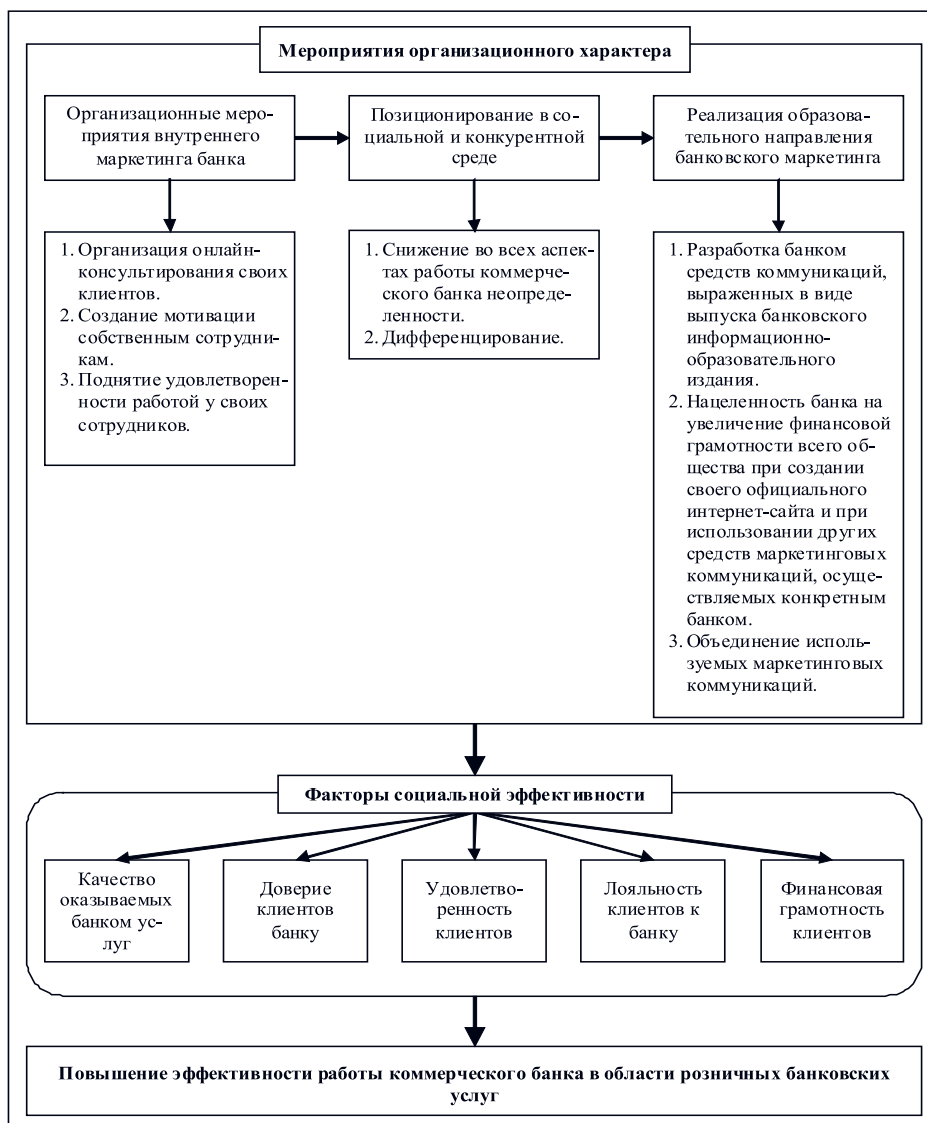 Мероприятия организационного характера
Организационные меро-
приятия внутреннего
маркетинга банка
Позиционирование в со-
циальной и конкурентной
среде
Реализация образова-
тельного направления
банковского маркетинга
1. Организация онлайн-
консультирования своих
клиентов.
2. Создание мотивации
собственным сотрудни-
кам.
3. Поднятие удовлетворен-
ности работой у своих
сотрудников.
1. Снижение во всех аспек-
тах работы коммерче-
ского банка неопреде-
ленности.
2. Дифференцирование.
1. Разработка банком
средств коммуникаций,
выраженных в виде
выпуска банковского
информационно-
образовательного
издания.
2. Нацеленность банка на
увеличение финансовой
грамотности всего об-
щества при создании
своего официального
интернет-сайта и при
использовании других
средств маркетинговых
коммуникаций, осуще-
ствляемых конкретным
банком.
3. Объединение исполь-
зуемых маркетинговых
коммуникаций.
Факторы социальной эффективности
Качество
оказываемых
банком ус-
луг
Доверие
клиентов
банку
Удовлетво-
ренность
клиентов
Лояльность
клиентов к
банку
Финансовая
грамотность
клиентов
Повышение эффективности работы коммерческого банка в области розничных банковских
услуг